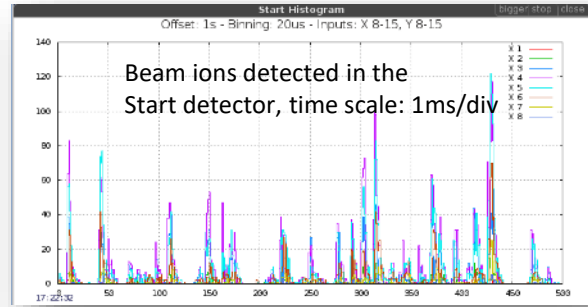 Start Histogram
bigger stop close
Offset: 1s - Binning: 20us - Inputs: X 8-15, Y 8-15
140
120
100
80
60
40
20
0
Beam ions detected in the
Start detector, time scale: 1ms/div
X 1
X 2
X 3
X 4
X 5
X 6
X 7
X 8
50
100
150
200
250
300
350
400
450
500
17:22:32